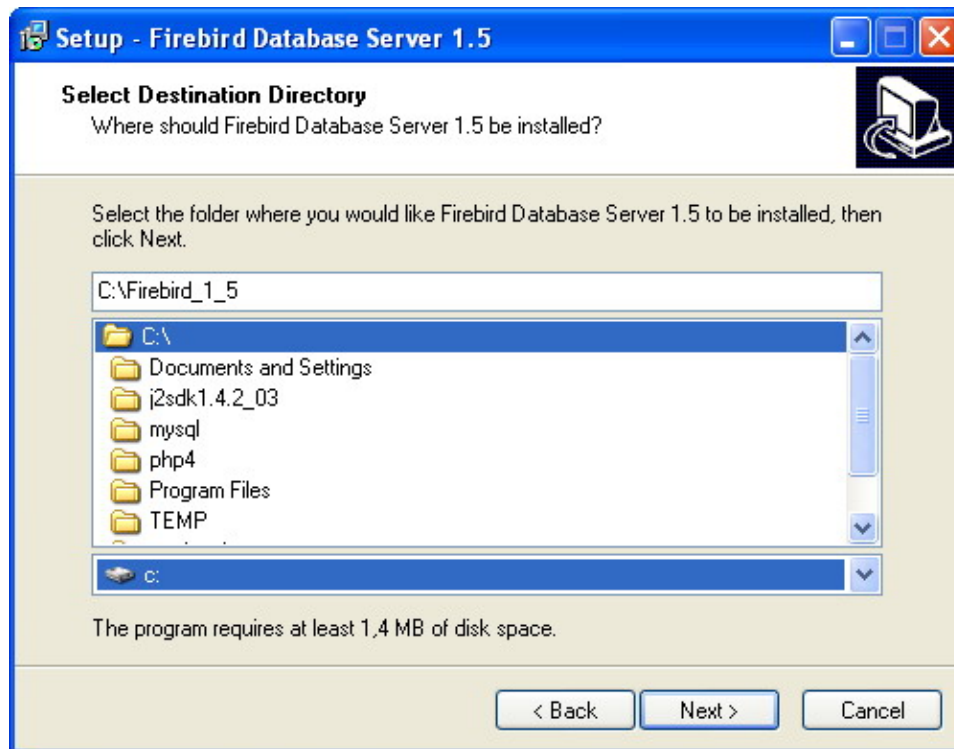 Setup - Firebird Database Server 1.5
Select Destination Directory
Where should Firebird Database Server 1.5 be installed?
Select the folder where you would like Firebird Database Server 1.5 to be installed, then
click Next.
C:\Firebird_1_5
C:\
Documents and Settings
j2sdk1.4.2_03
mysql
php4
Program Files
TEMP
c:
The program requires at least 1,4 MB of disk space.
< Back Next > Cancel